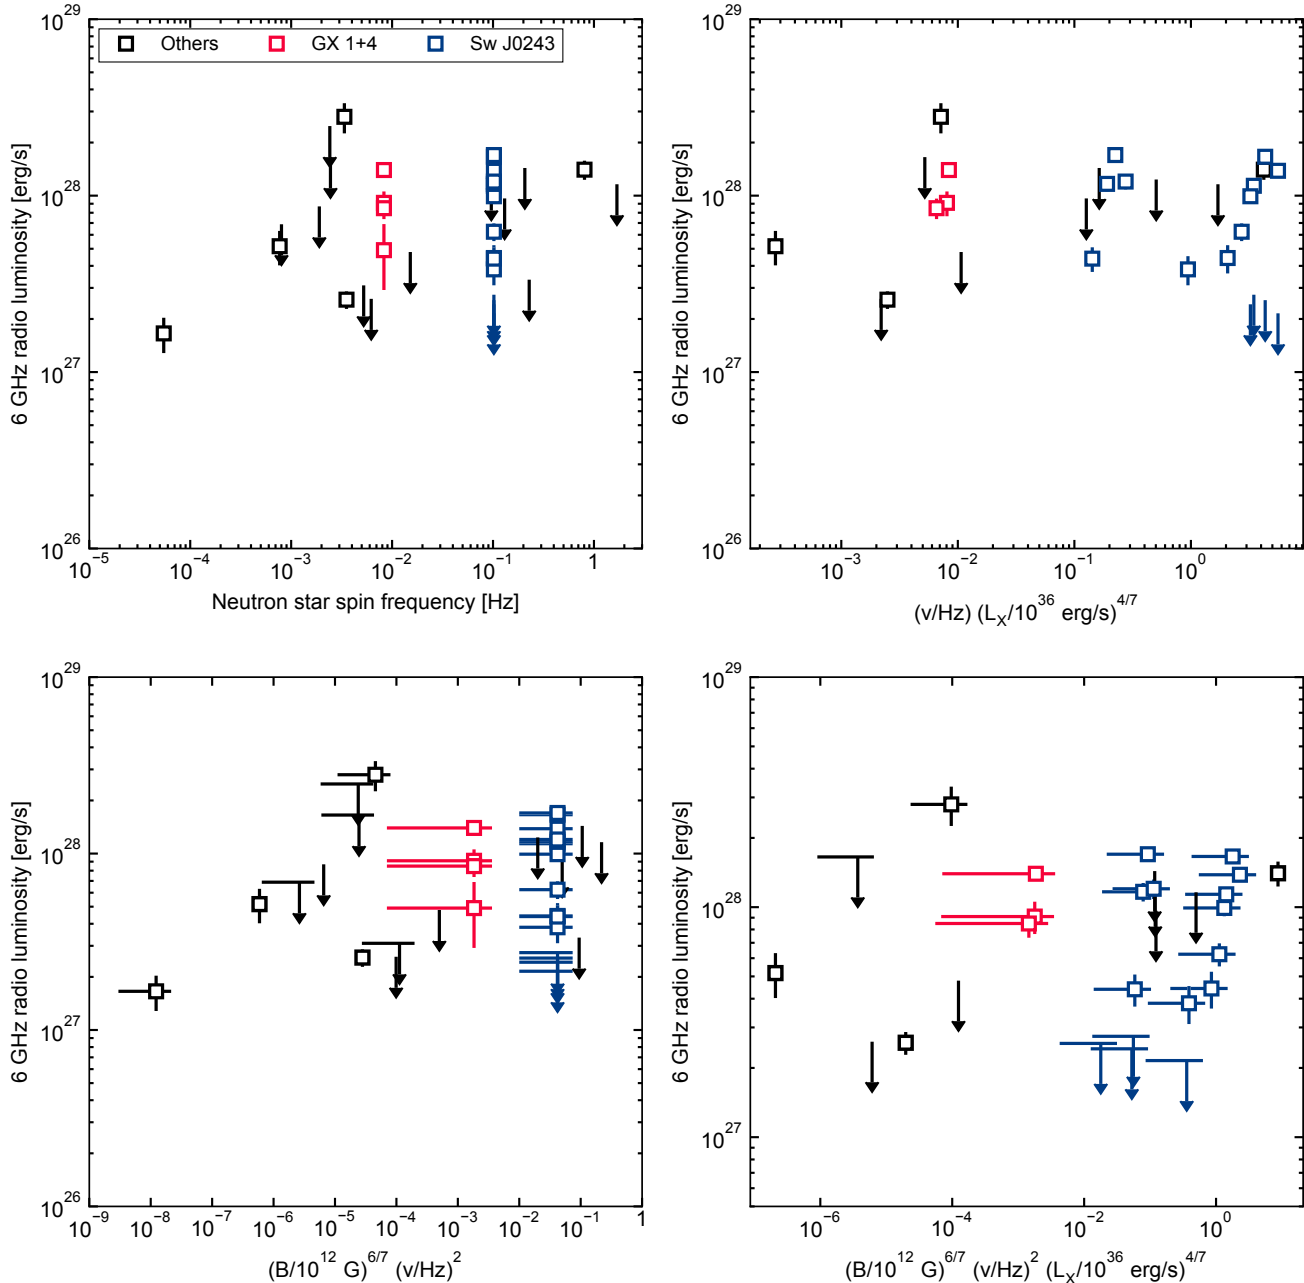 10^29
10^28
10^27
10^26
6 GHz radio luminosity [erg/s]
Others GX 1+4 Sw J0243
10^−5 10^−4 10^−3 10^−2 10^−1 1
Neutron star spin frequency [Hz]
10^29
10^28
10^27
10^26
6 GHz radio luminosity [erg/s]
10^−3 10^−2 10^−1 10^0
(v/Hz) (L_X/10^36 erg/s)^4/7
10^29
10^28
10^27
10^26
6 GHz radio luminosity [erg/s]
10^−9 10^−8 10^−7 10^−6 10^−5 10^−4 10^−3 10^−2 10^−1 1
(B/10^12 G)^6/7 (v/Hz)^2
10^29
10^28
10^27
6 GHz radio luminosity [erg/s]
10^−6 10^−4 10^−2 10^0
(B/10^12 G)^6/7 (v/Hz)^2 (L_X/10^36 erg/s)^4/7